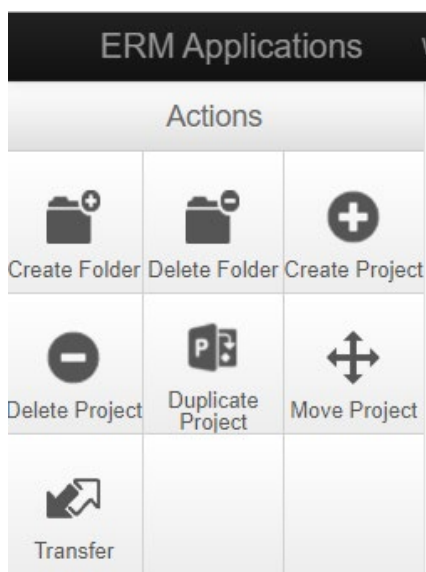 ERM Applications
Actions
Create Folder
Delete Folder
Create Project
Delete Project
Duplicate
Project
Move Project
Transfer